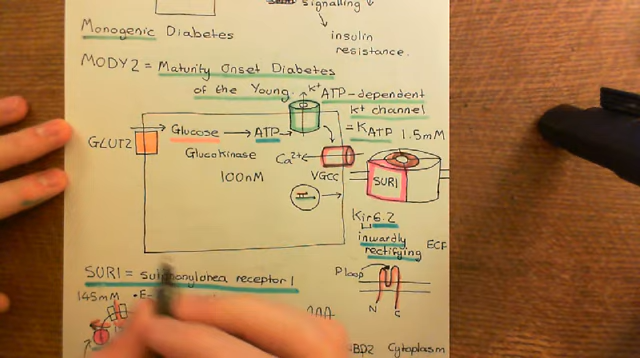 signalling ↓
insulin
resistance.
Monogenic Diabetes
MODY2 = Maturity Onset Diabetes
of the Young.
K+ ATP-dependent
K+ channel
= KATP 1.5mM
GLUT2
Glucose → ATP →
Glucokinase
Ca2+
100nM
VGCC
SUR1
Kir6.2
inwardly
rectifying
ECF
SUR1 = sulphonylurea receptor 1
P loop
145mM
N C
Cytoplasm